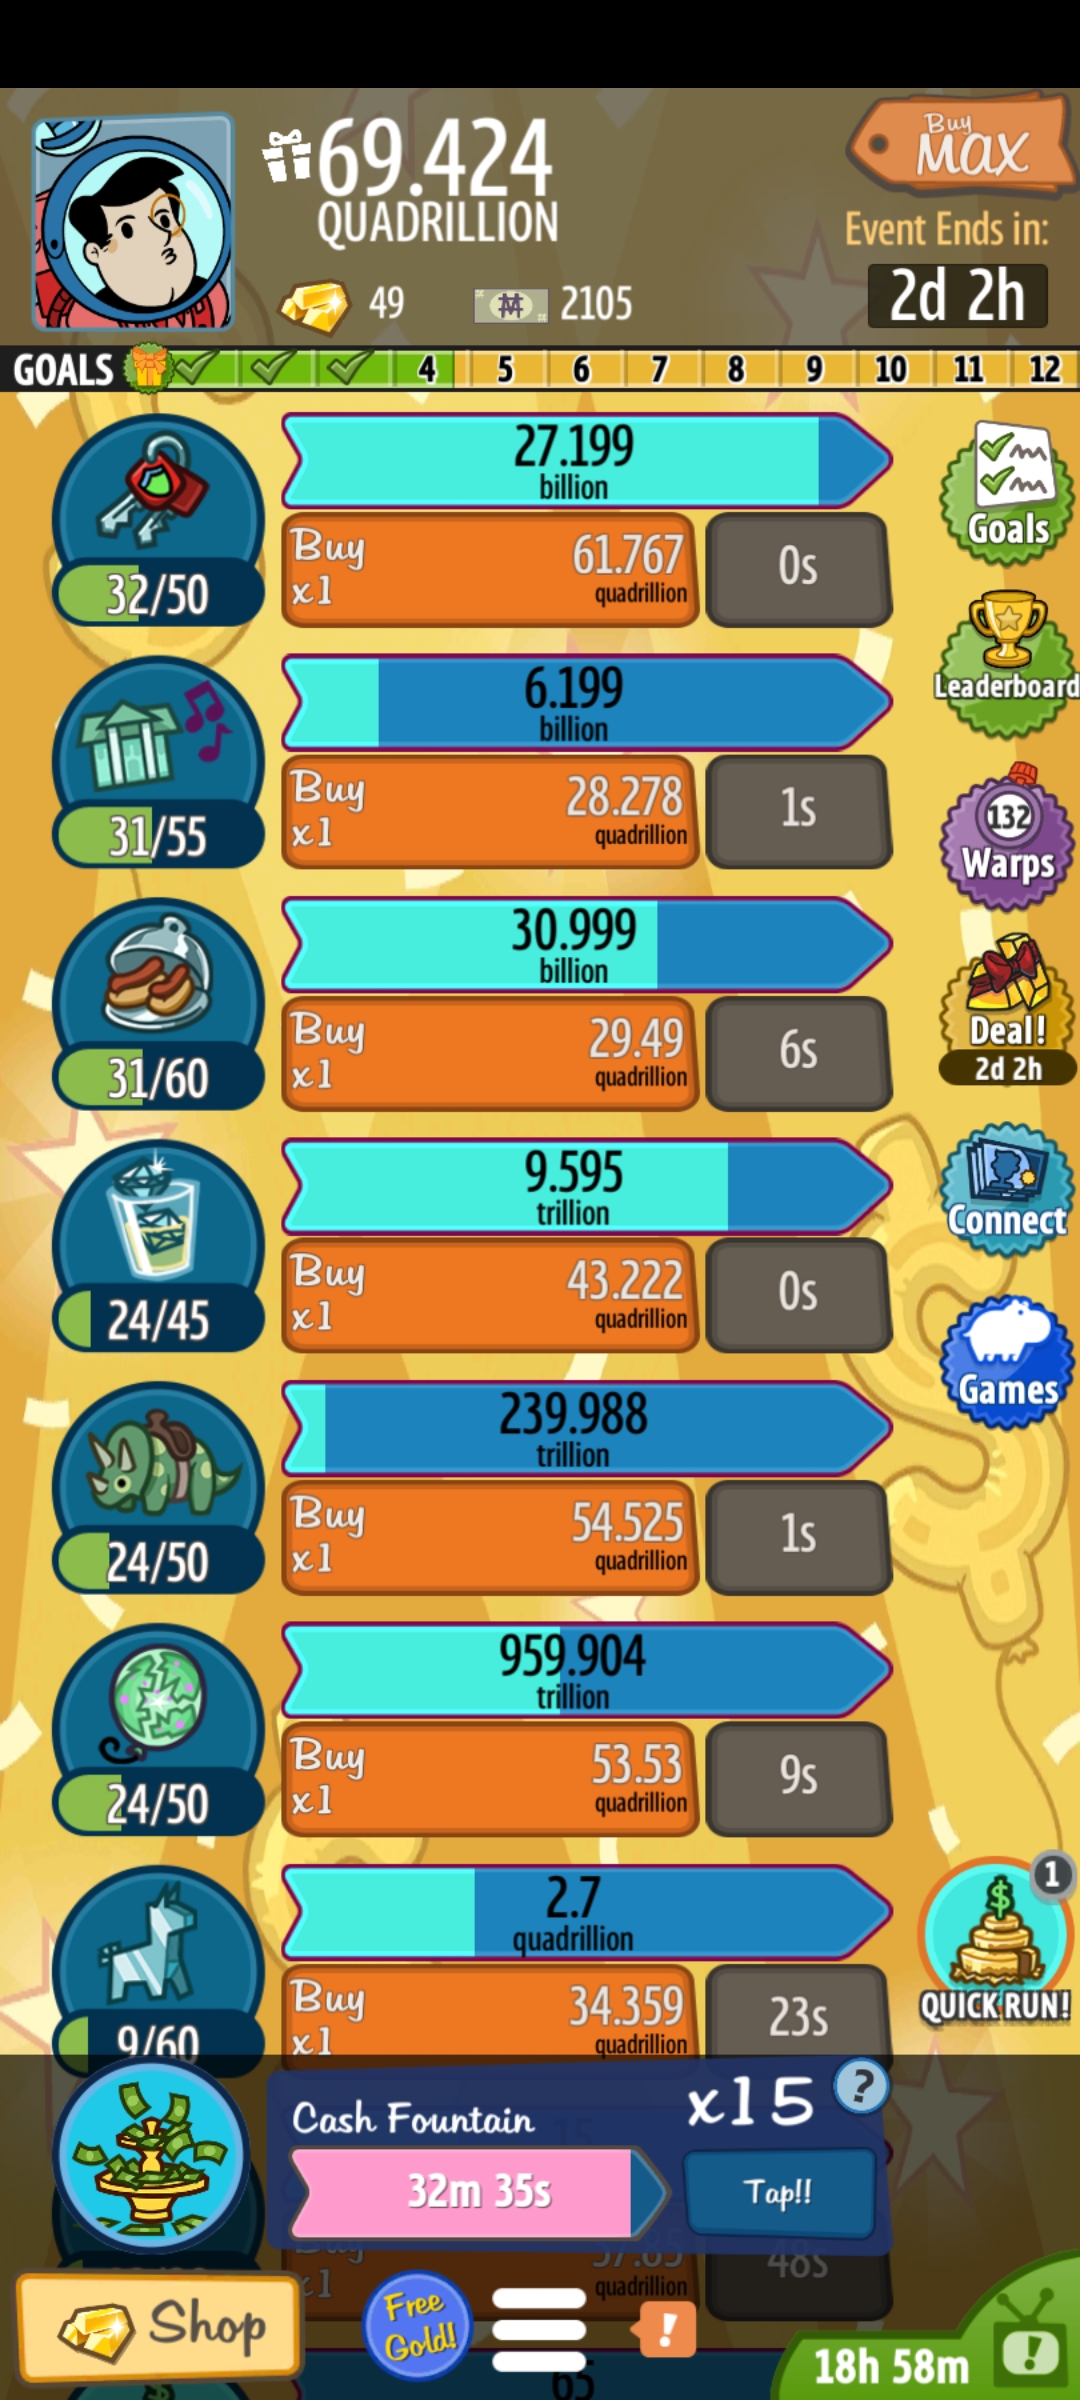 69.424
QUADRILLION
Buy
MAX
Event Ends in:
2d 2h
49
2105
GOALS
4 5 6 7 8 9 10 11 12
27.199
billion
Buy
x1
61.767
quadrillion
0s
32/50
Goals
6.199
billion
Buy
x1
28.278
quadrillion
1s
31/55
Leaderboard
30.999
billion
Buy
x1
29.49
quadrillion
6s
31/60
132
Warps
Deal!
2d 2h
9.595
trillion
Buy
x1
43.222
quadrillion
0s
24/45
Connect
239.988
trillion
Buy
x1
54.525
quadrillion
1s
24/50
Games
959.904
trillion
Buy
x1
53.53
quadrillion
9s
24/50
2.7
quadrillion
Buy
x1
34.359
quadrillion
23s
9/60
1
QUICK RUN!
Cash Fountain
x15
?
32m 35s
Tap!!
quadrillion
48s
Shop
Free
Gold!
!
18h 58m
!